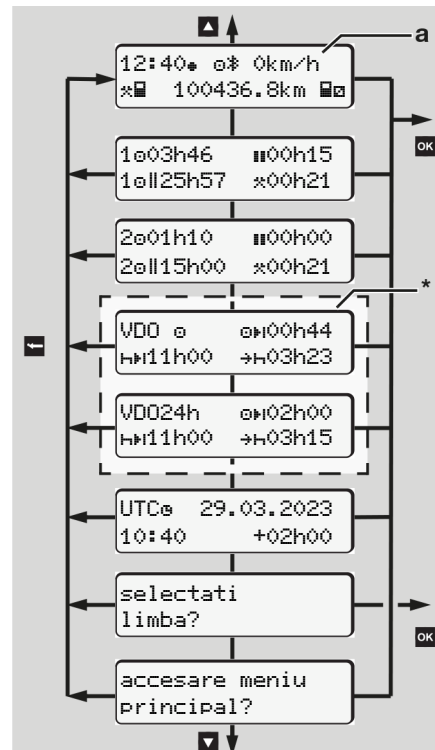 a
12:40 0km/h
100436.8km
1 03h46 00h15
1 25h57 00h21
OK
2 01h10 00h00
2 15h00 00h21
*
VDO 00h44
11h00 03h23
VDO24h 02h00
11h00 03h15
UTC 29.03.2023
10:40 +02h00
selectati
limba?
OK
accesare meniu
principal?